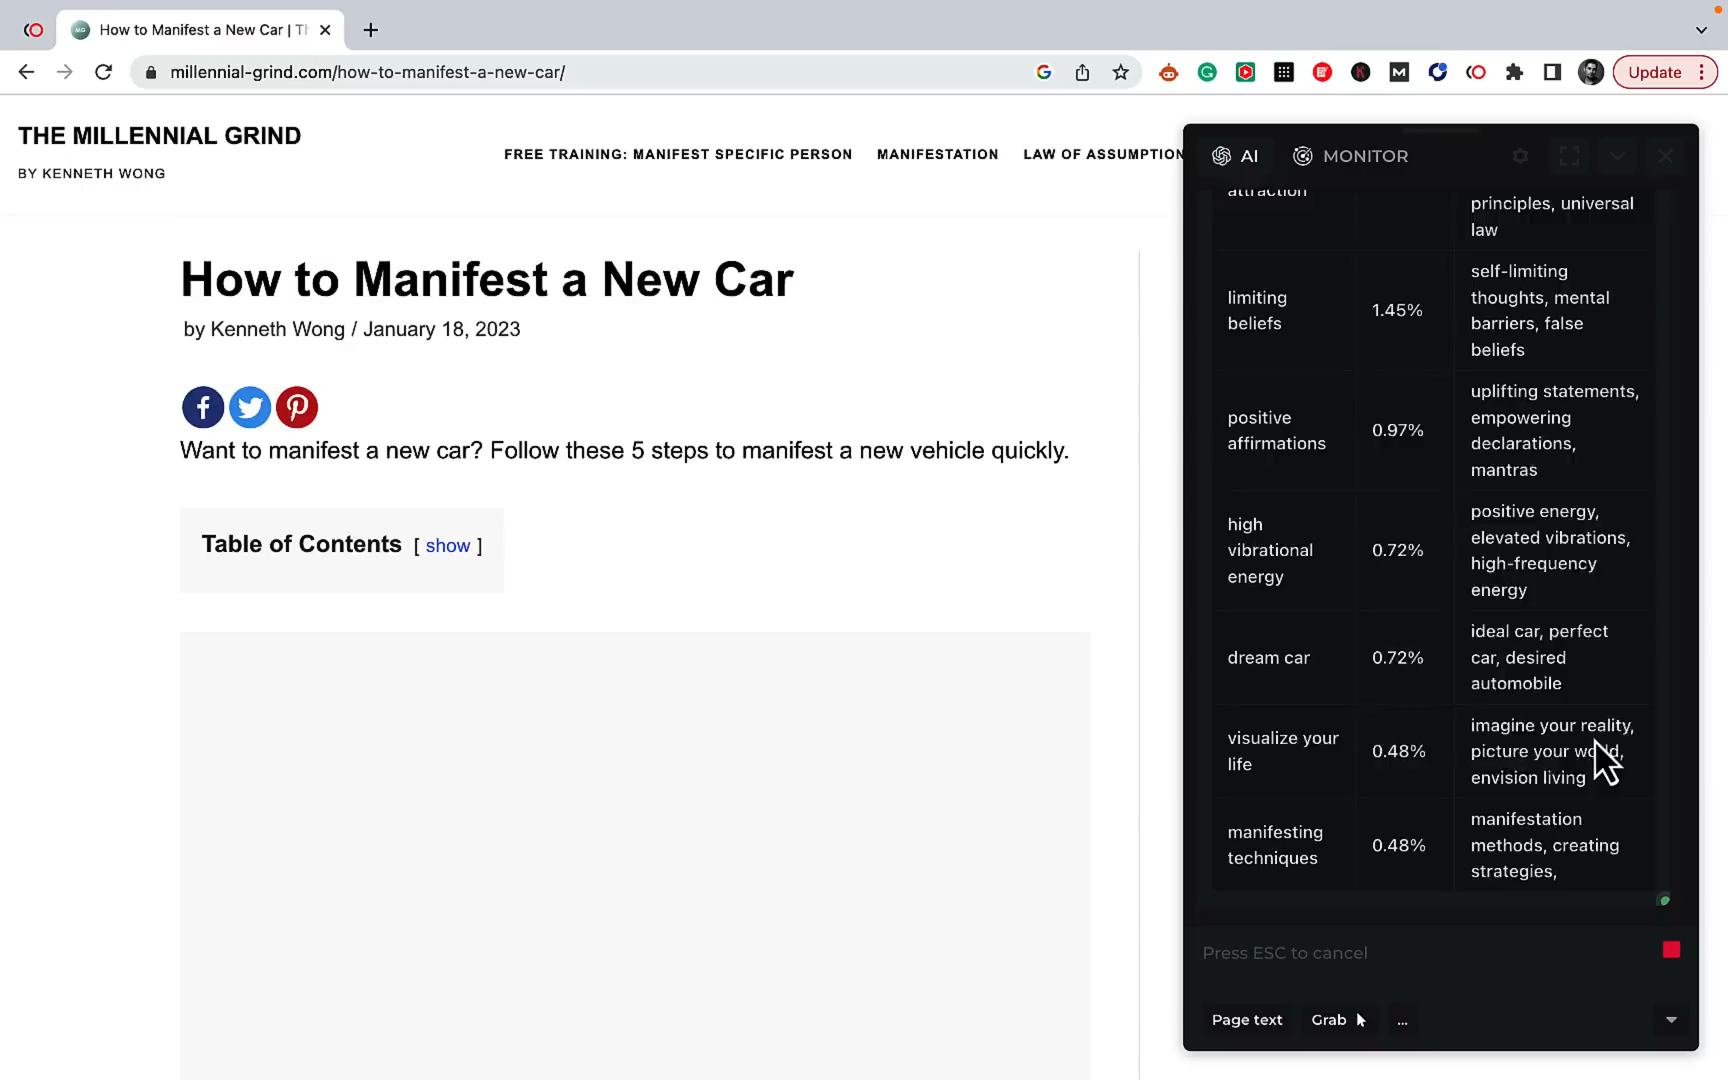 How to Manifest a New Car | Th
millennial-grind.com/how-to-manifest-a-new-car/
Update
THE MILLENNIAL GRIND
BY KENNETH WONG
FREE TRAINING: MANIFEST SPECIFIC PERSON
MANIFESTATION
LAW OF ASSUMPTION
How to Manifest a New Car
by Kenneth Wong / January 18, 2023
Want to manifest a new car? Follow these 5 steps to manifest a new vehicle quickly.
Table of Contents [ show ]
AI
MONITOR
attraction
principles, universal
law
limiting
beliefs
1.45%
self-limiting
thoughts, mental
barriers, false
beliefs
positive
affirmations
0.97%
uplifting statements,
empowering
declarations,
mantras
high
vibrational
energy
0.72%
positive energy,
elevated vibrations,
high-frequency
energy
dream car
0.72%
ideal car, perfect
car, desired
automobile
visualize your
life
0.48%
imagine your reality,
picture your world,
envision living
manifesting
techniques
0.48%
manifestation
methods, creating
strategies,
Press ESC to cancel
Page text
Grab
...